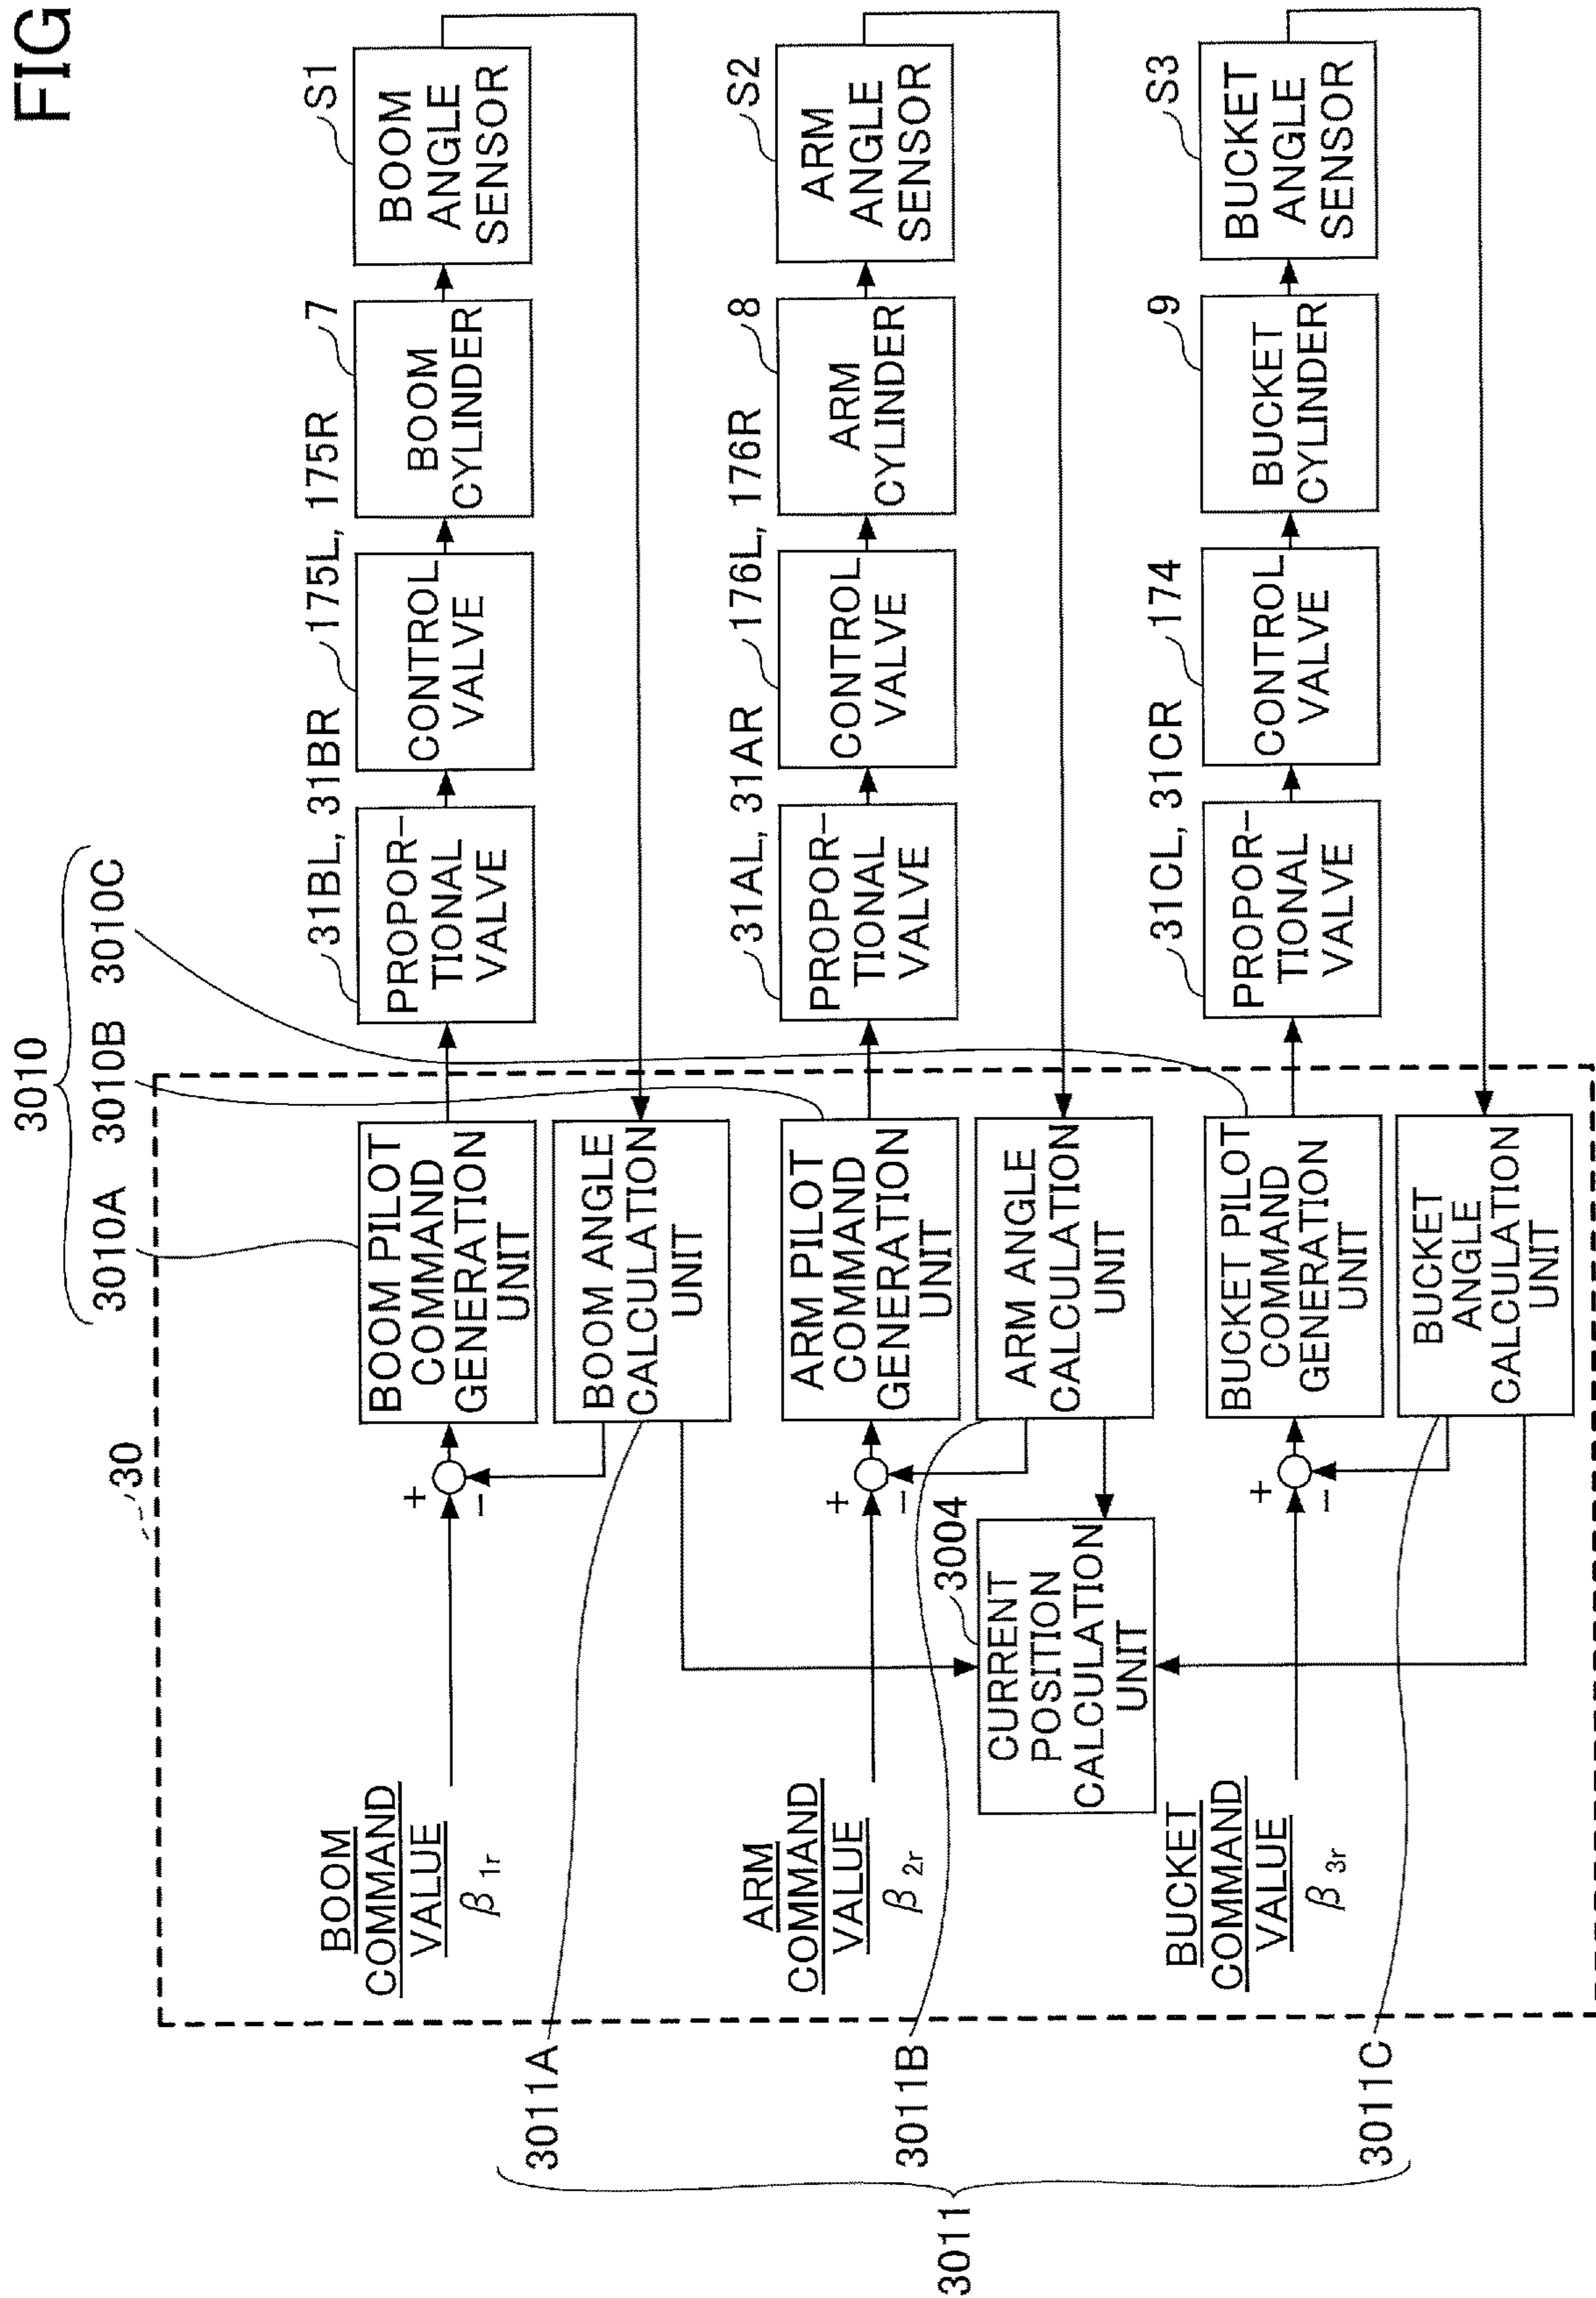 FIG
3010
3010A 3010B 3010C
30
BOOM
COMMAND
VALUE
β1r
+
−
BOOM PILOT
COMMAND
GENERATION
UNIT
31BL, 31BR
PROPOR-
TIONAL
VALVE
175L, 175R
CONTROL
VALVE
7
BOOM
CYLINDER
S1
BOOM
ANGLE
SENSOR
BOOM ANGLE
CALCULATION
UNIT
ARM
COMMAND
VALUE
β2r
+
−
ARM PILOT
COMMAND
GENERATION
UNIT
31AL, 31AR
PROPOR-
TIONAL
VALVE
176L, 176R
CONTROL
VALVE
8
ARM
CYLINDER
S2
ARM
ANGLE
SENSOR
3004
CURRENT
POSITION
CALCULATION
UNIT
ARM ANGLE
CALCULATION
UNIT
BUCKET
COMMAND
VALUE
β3r
+
−
BUCKET PILOT
COMMAND
GENERATION
UNIT
31CL, 31CR
PROPOR-
TIONAL
VALVE
174
CONTROL
VALVE
9
BUCKET
CYLINDER
S3
BUCKET
ANGLE
SENSOR
BUCKET
ANGLE
CALCULATION
UNIT
3011A
3011B
3011C
3011